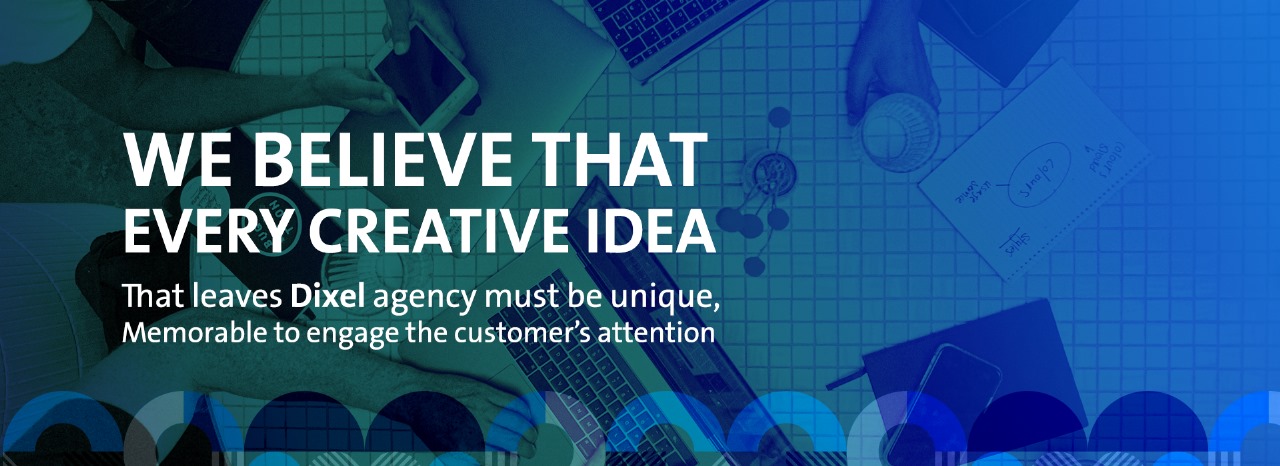 WE BELIEVE THAT
EVERY CREATIVE IDEA
That leaves Dixel agency must be unique,
Memorable to engage the customer's attention
colours